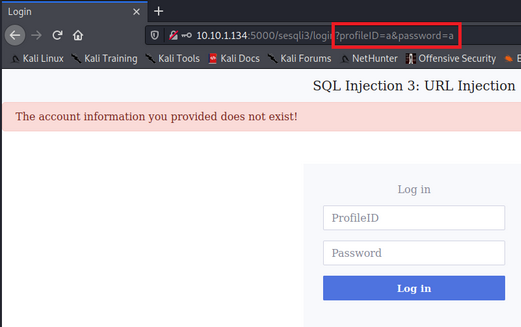 Login
10.10.1.134:5000/sesqli3/login?profileID=a&password=a
Kali Linux Kali Training Kali Tools Kali Docs Kali Forums NetHunter Offensive Security E
SQL Injection 3: URL Injection
The account information you provided does not exist!
Log in
ProfileID
Password
Log in